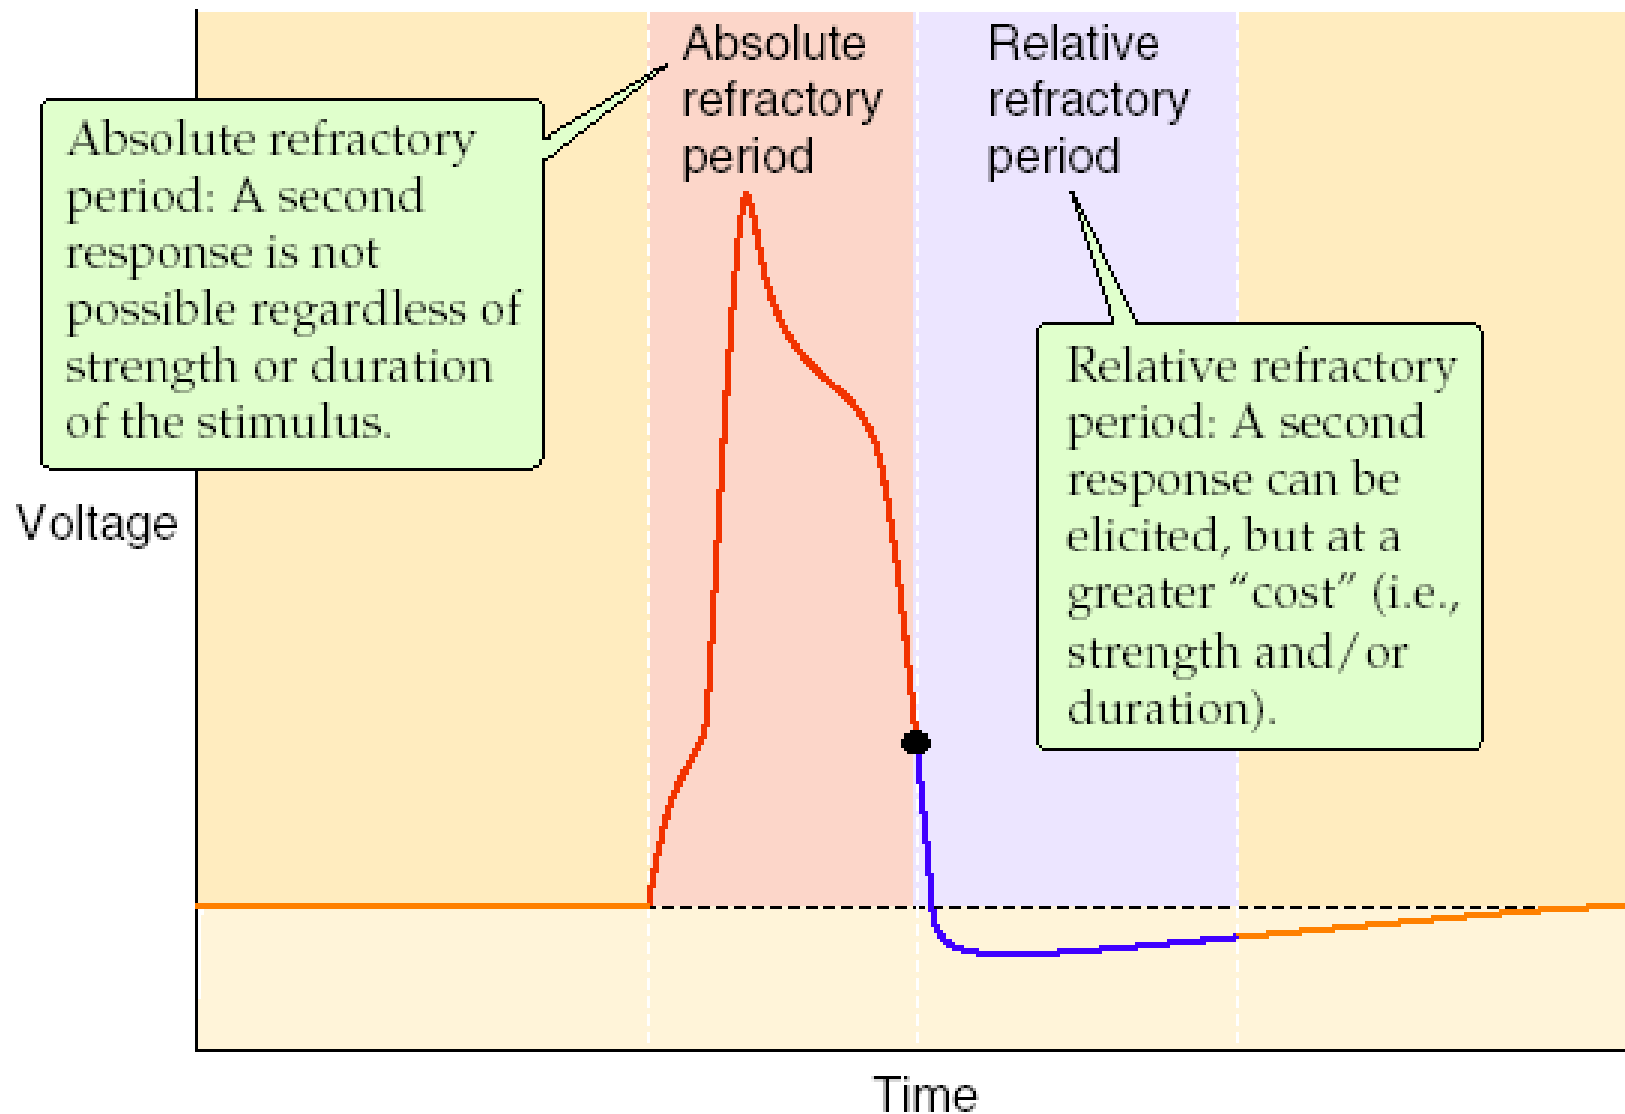 Absolute
refractory
period
Relative
refractory
period
Absolute refractory
period: A second
response is not
possible regardless of
strength or duration
of the stimulus.
Relative refractory
period: A second
response can be
elicited, but at a
greater “cost” (i.e.,
strength and/or
duration).
Voltage
Time